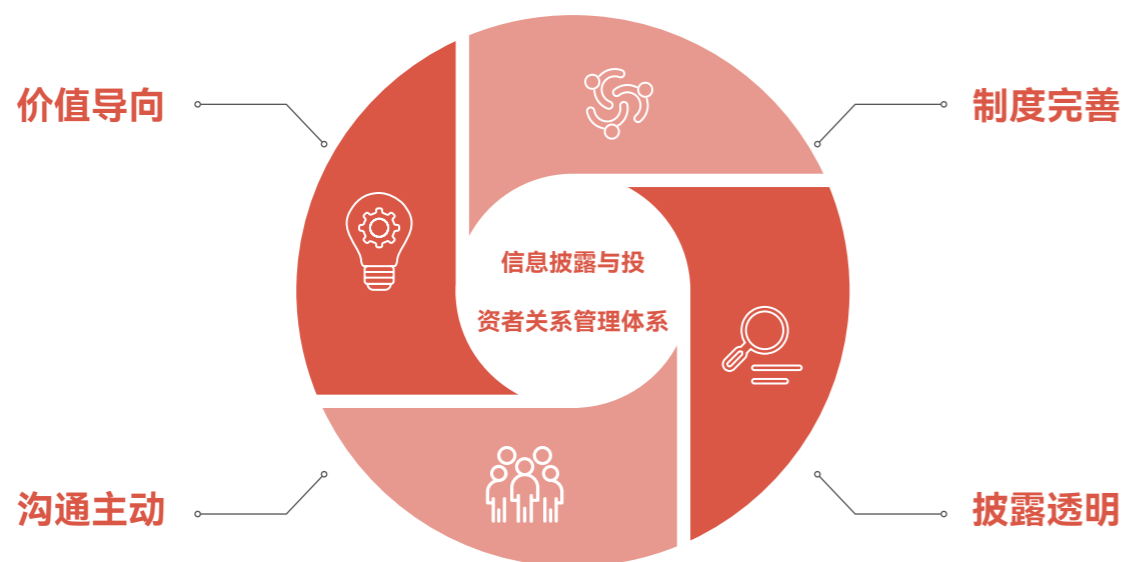 价值导向
制度完善
信息披露与投
资者关系管理体系
沟通主动
披露透明